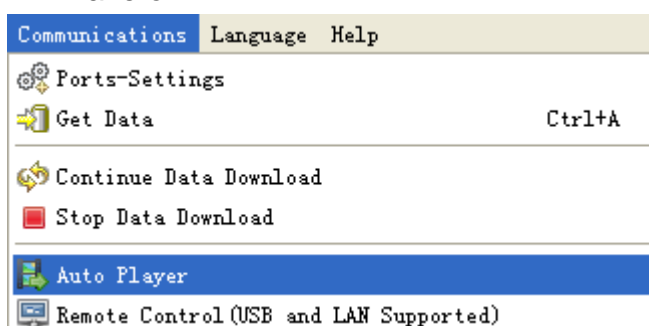 Communications Language Help
Ports-Settings
Get Data Ctrl+A
Continue Data Download
Stop Data Download
Auto Player
Remote Control(USB and LAN Supported)